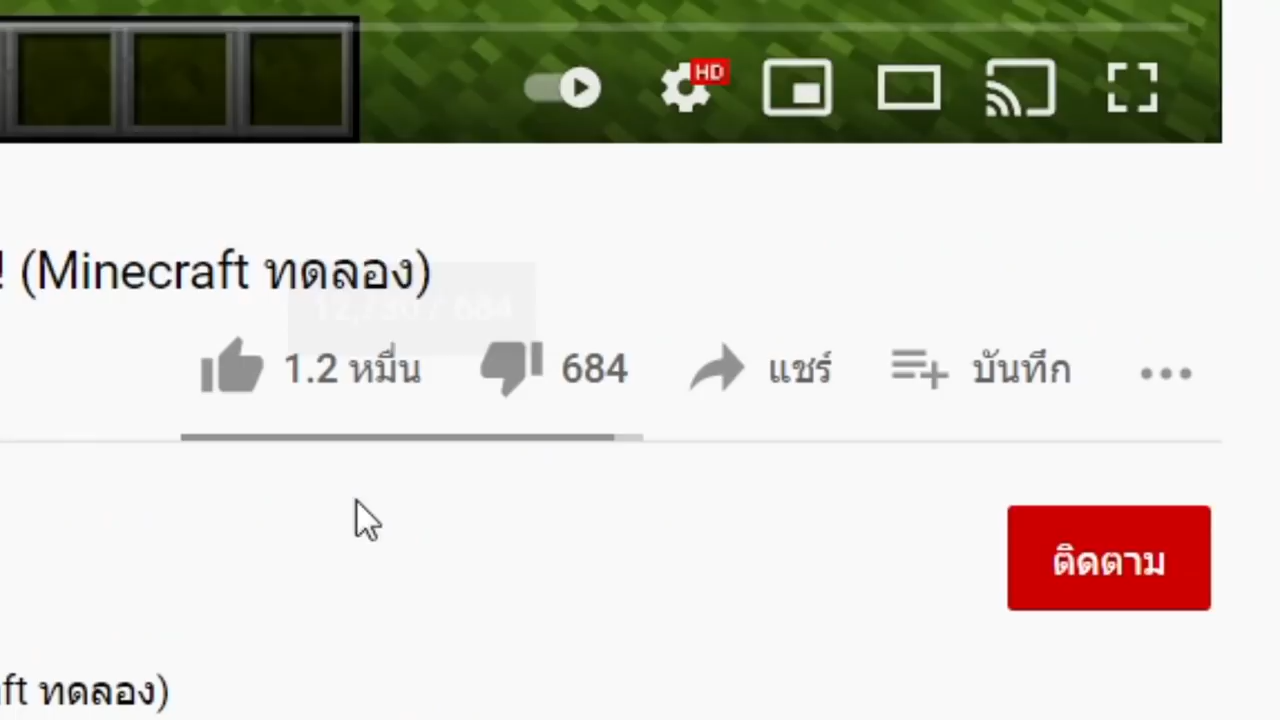 HD
! (Minecraft ทดลอง)
1.2 หมื่น 684 แชร์ บันทึก
ติดตาม
ft ทดลอง)